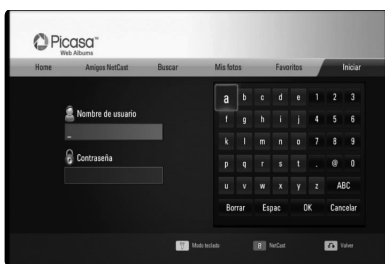 Picasa™
Web Albums
Home Amigos NetCast Buscar Mis fotos Favoritos Iniciar
Nombre de usuario
_
Contraseña
a b c d e 1 2 3
f g h i j 4 5 6
k l m n o 7 8 9
p q r s t . @ 0
u v w x y z ABC
Borrar Espac OK Cancelar
Modo teclado NetCast Volver